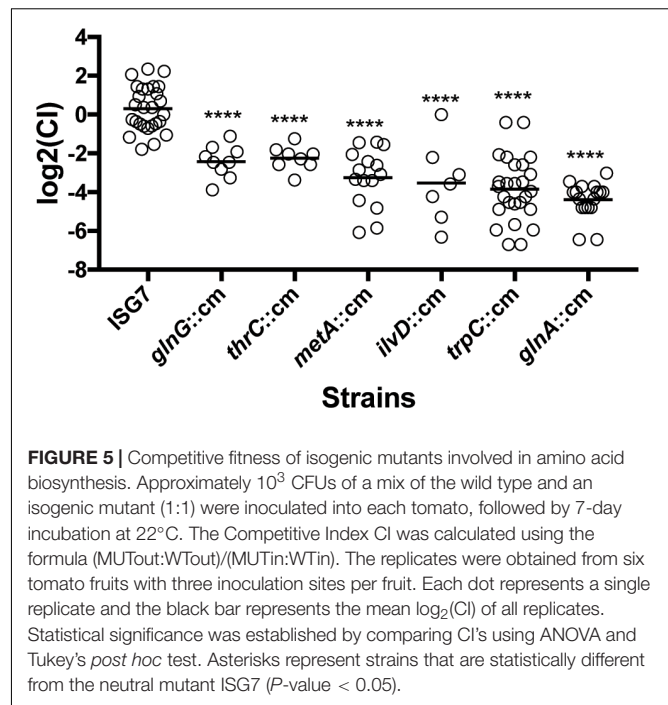 4
2
0
-2
-4
-6
-8
log2(CI)
****
****
****
****
****
****
ISG7
glnG::cm
thrC::cm
metA::cm
ilvD::cm
trpC::cm
glnA::cm
Strains
FIGURE 5 | Competitive fitness of isogenic mutants involved in amino acid
biosynthesis. Approximately 10³ CFUs of a mix of the wild type and an
isogenic mutant (1:1) were inoculated into each tomato, followed by 7-day
incubation at 22°C. The Competitive Index CI was calculated using the
formula (MUTout:WTout)/(MUTin:WTin). The replicates were obtained from six
tomato fruits with three inoculation sites per fruit. Each dot represents a single
replicate and the black bar represents the mean log₂(CI) of all replicates.
Statistical significance was established by comparing CI's using ANOVA and
Tukey's post hoc test. Asterisks represent strains that are statistically different
from the neutral mutant ISG7 (P-value < 0.05).